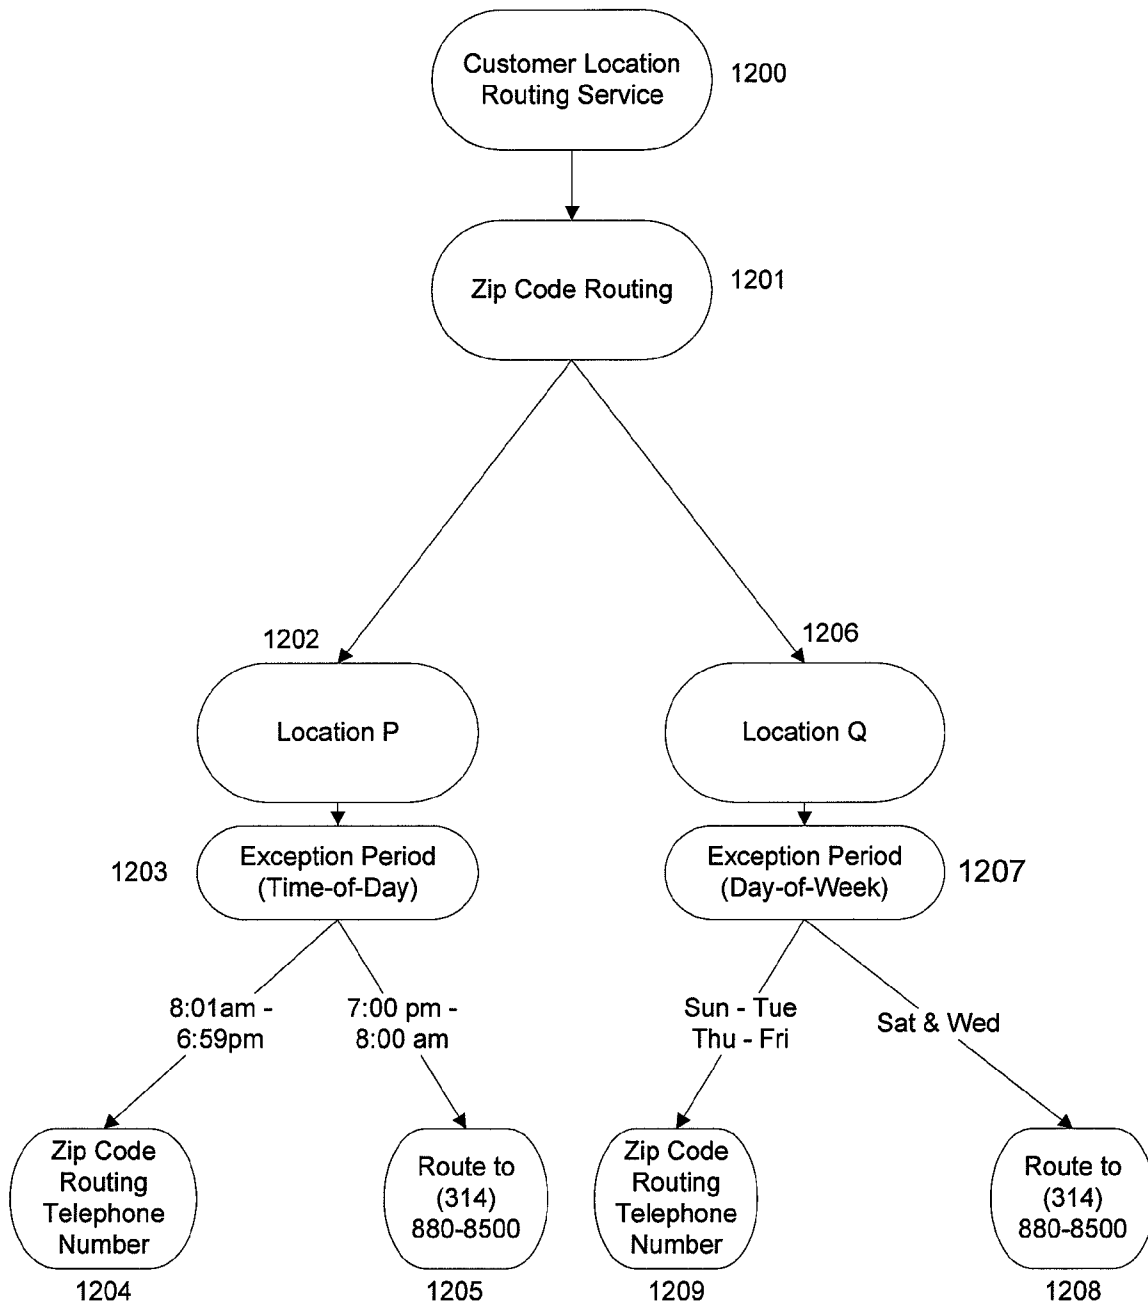 Customer Location
Routing Service
1200
Zip Code Routing
1201
1202
1206
Location P
Location Q
1203
Exception Period
(Time-of-Day)
Exception Period
(Day-of-Week)
1207
8:01am -
6:59pm
7:00 pm -
8:00 am
Sun - Tue
Thu - Fri
Sat & Wed
Zip Code
Routing
Telephone
Number
Route to
(314)
880-8500
Zip Code
Routing
Telephone
Number
Route to
(314)
880-8500
1204
1205
1209
1208